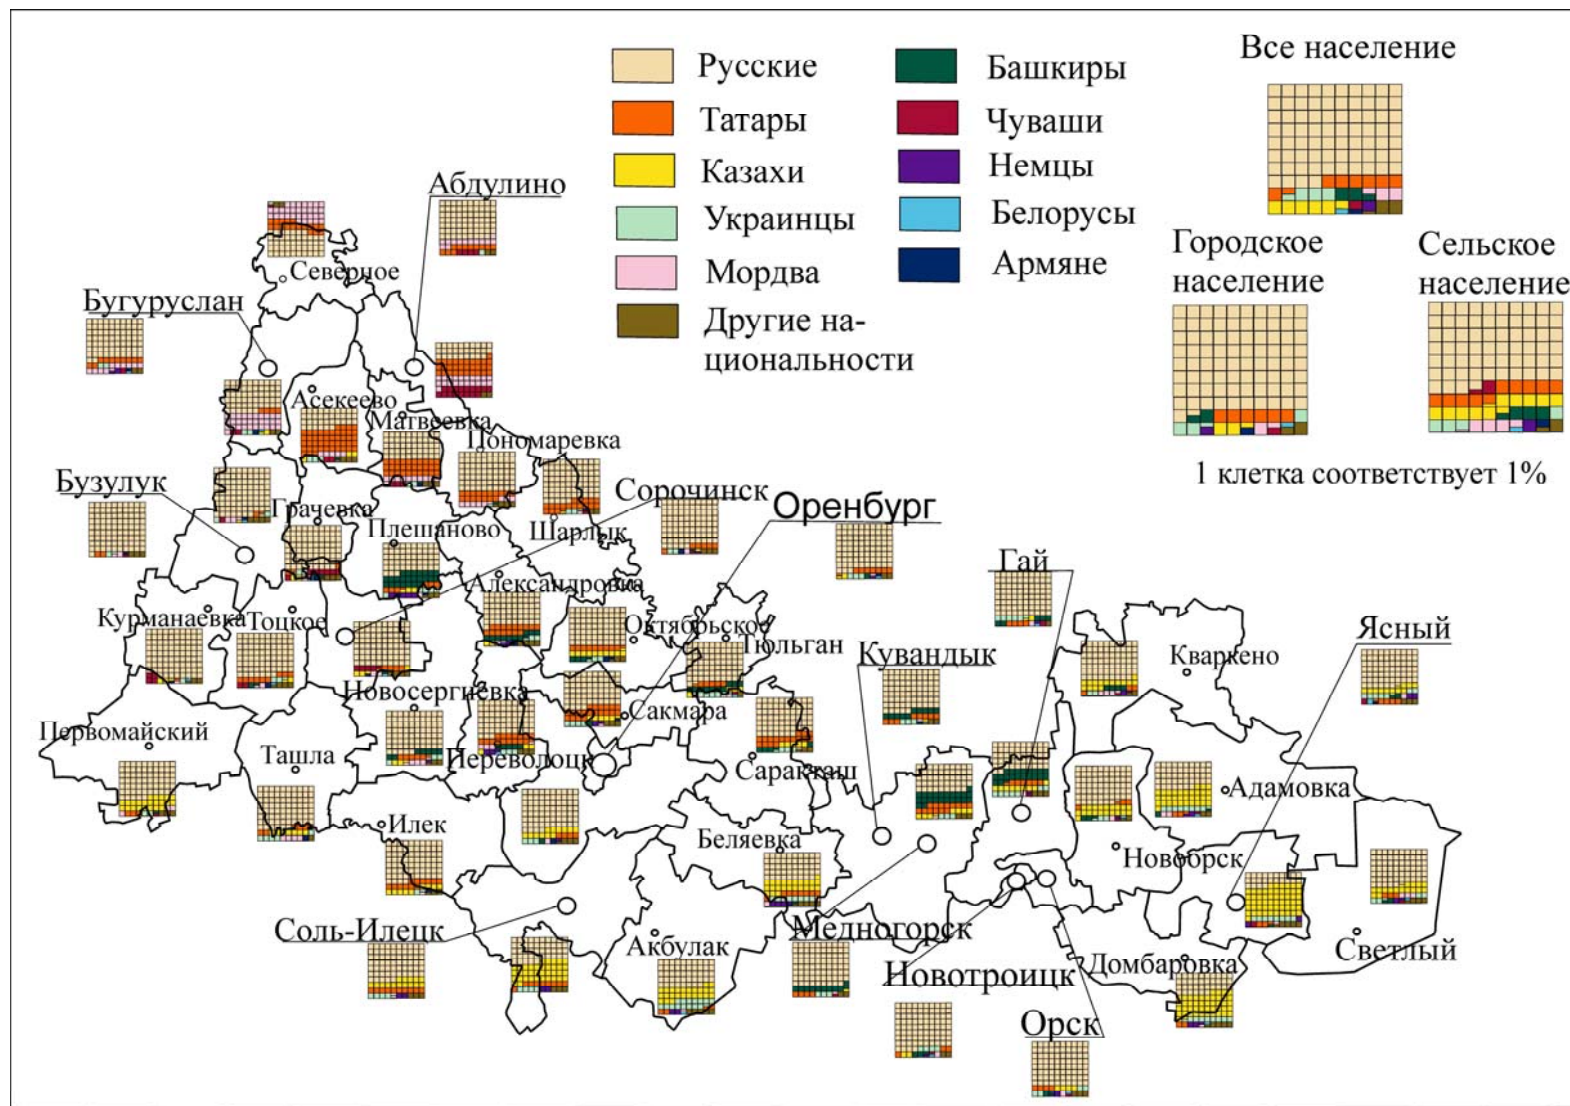 Все население
Русские
Башкиры
Татары
Чуваши
Казахи
Немцы
Украинцы
Белорусы
Мордва
Армяне
Другие на-
циональности
Городское
население
Сельское
население
1 клетка соответствует 1%
Абдулино
Северное
Бугуруслан
Асекеево
Матвеевка
Пономаревка
Бузулук
Сорочинск
Оренбург
Грачевка
Плешаново
Шарлык
Гай
Александровка
Курманаевка
Тоцкое
Октябрьское
Тюльган
Кувандык
Кваркено
Ясный
Новосергиевка
Сакмара
Первомайский
Ташла
Переволоцк
Саракташ
Адамовка
Илек
Беляевка
Новобрск
Соль-Илецк
Акбулак
Медногорск
Новотроицк
Домбаровка
Светлый
Орск